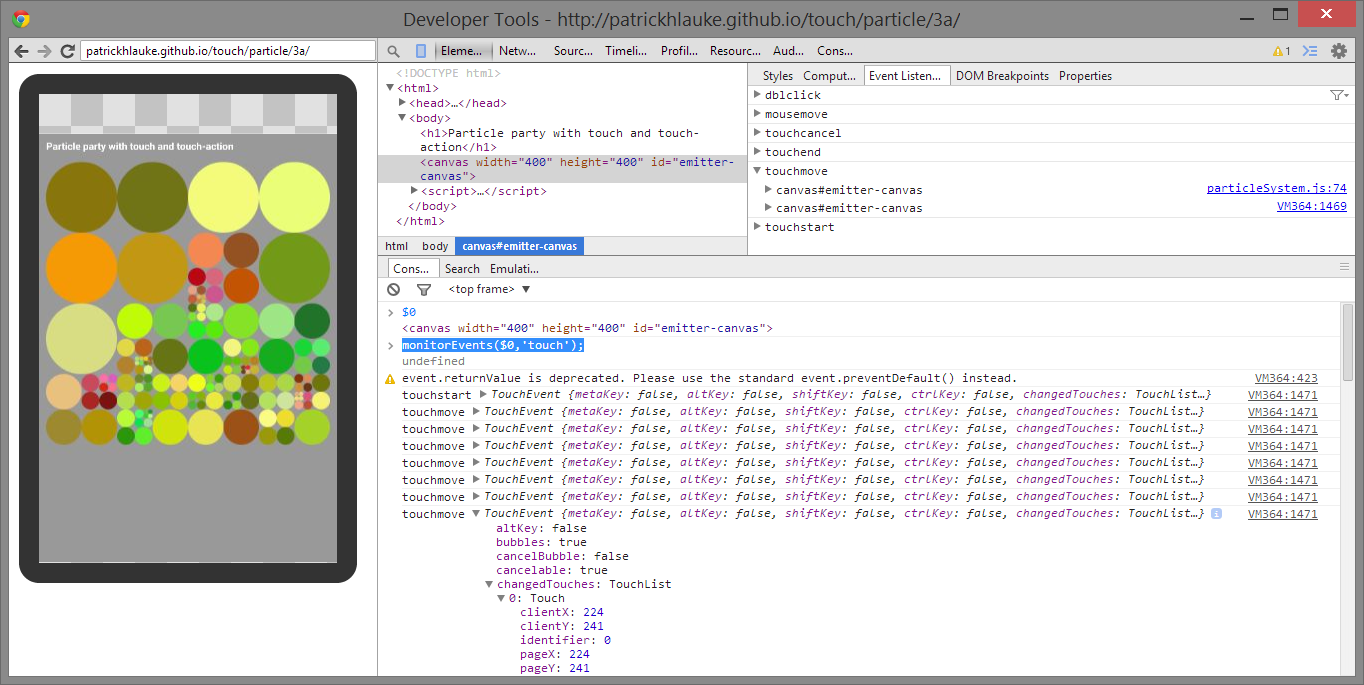 Developer Tools - http://patrickhlauke.github.io/touch/particle/3a/
patrickhlauke.github.io/touch/particle/3a/
Eleme... Netw... Sourc... Timeli... Profil... Resourc... Aud... Cons... 1
Particle party with touch and touch-action
<!DOCTYPE html>
<html>
<head>…</head>
<body>
<h1>Particle party with touch and touch-
action</h1>
<canvas width="400" height="400" id="emitter-
canvas">
<script>…</script>
</body>
</html>
html body canvas#emitter-canvas
Styles Comput... Event Listen... DOM Breakpoints Properties
dblclick
mousemove
touchcancel
touchend
touchmove
canvas#emitter-canvas particleSystem.js:74
canvas#emitter-canvas VM364:1469
touchstart
Cons... Search Emulati...
<top frame>
$0
<canvas width="400" height="400" id="emitter-canvas">
monitorEvents($0,'touch');
undefined
event.returnValue is deprecated. Please use the standard event.preventDefault() instead. VM364:423
touchstart TouchEvent {metaKey: false, altKey: false, shiftKey: false, ctrlKey: false, changedTouches: TouchList…} VM364:1471
touchmove TouchEvent {metaKey: false, altKey: false, shiftKey: false, ctrlKey: false, changedTouches: TouchList…} VM364:1471
touchmove TouchEvent {metaKey: false, altKey: false, shiftKey: false, ctrlKey: false, changedTouches: TouchList…} VM364:1471
touchmove TouchEvent {metaKey: false, altKey: false, shiftKey: false, ctrlKey: false, changedTouches: TouchList…} VM364:1471
touchmove TouchEvent {metaKey: false, altKey: false, shiftKey: false, ctrlKey: false, changedTouches: TouchList…} VM364:1471
touchmove TouchEvent {metaKey: false, altKey: false, shiftKey: false, ctrlKey: false, changedTouches: TouchList…} VM364:1471
touchmove TouchEvent {metaKey: false, altKey: false, shiftKey: false, ctrlKey: false, changedTouches: TouchList…} VM364:1471
touchmove TouchEvent {metaKey: false, altKey: false, shiftKey: false, ctrlKey: false, changedTouches: TouchList…} i VM364:1471
altKey: false
bubbles: true
cancelBubble: false
cancelable: true
changedTouches: TouchList
0: Touch
clientX: 224
clientY: 241
identifier: 0
pageX: 224
pageY: 241